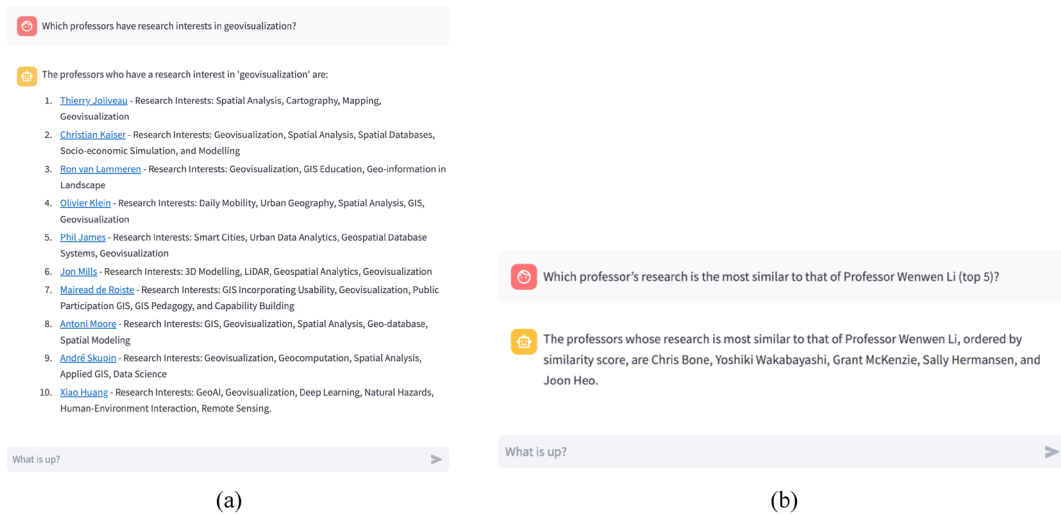 Which professors have research interests in geovisualization?
The professors who have a research interest in 'geovisualization' are:
1. Thierry Joliveau - Research Interests: Spatial Analysis, Cartography, Mapping,
Geovisualization
2. Christian Kaiser - Research Interests: Geovisualization, Spatial Analysis, Spatial Databases,
Socio-economic Simulation, and Modelling
3. Ron van Lammeren - Research Interests: Geovisualization, GIS Education, Geo-information in
Landscape
4. Olivier Klein - Research Interests: Daily Mobility, Urban Geography, Spatial Analysis, GIS,
Geovisualization
5. Phil James - Research Interests: Smart Cities, Urban Data Analytics, Geospatial Database
Systems, Geovisualization
6. Jon Mills - Research Interests: 3D Modelling, LiDAR, Geospatial Analytics, Geovisualization
7. Mairead de Roiste - Research Interests: GIS Incorporating Usability, Geovisualization, Public
Participation GIS, GIS Pedagogy, and Capability Building
8. Antoni Moore - Research Interests: GIS, Geovisualization, Spatial Analysis, Geo-database,
Spatial Modeling
9. André Skupin - Research Interests: Geovisualization, Geocomputation, Spatial Analysis,
Applied GIS, Data Science
10. Xiao Huang - Research Interests: GeoAI, Geovisualization, Deep Learning, Natural Hazards,
Human-Environment Interaction, Remote Sensing.
What is up?
(a)
Which professor's research is the most similar to that of Professor Wenwen Li (top 5)?
The professors whose research is most similar to that of Professor Wenwen Li, ordered by
similarity score, are Chris Bone, Yoshiki Wakabayashi, Grant McKenzie, Sally Hermansen, and
Joon Heo.
What is up?
(b)